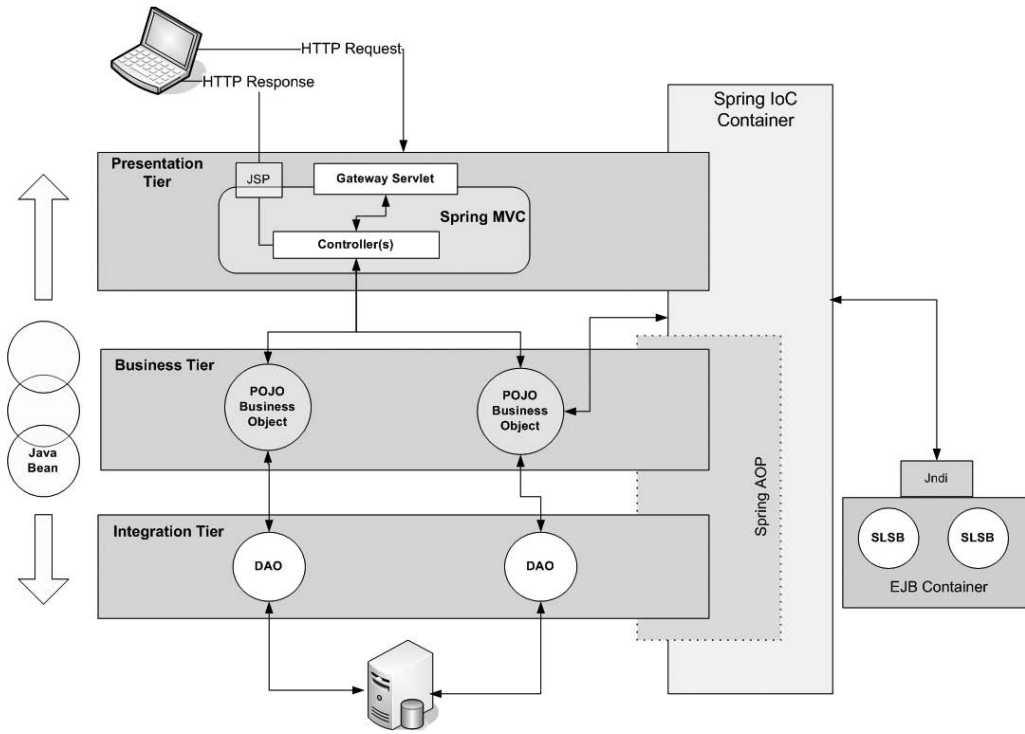 HTTP Request
HTTP Response
Spring IoC
Container
Presentation
Tier
JSP
Gateway Servlet
Spring MVC
Controller(s)
Business Tier
POJO
Business
Object
POJO
Business
Object
Java
Bean
Spring AOP
Jndi
Integration Tier
DAO
DAO
SLSB
SLSB
EJB Container